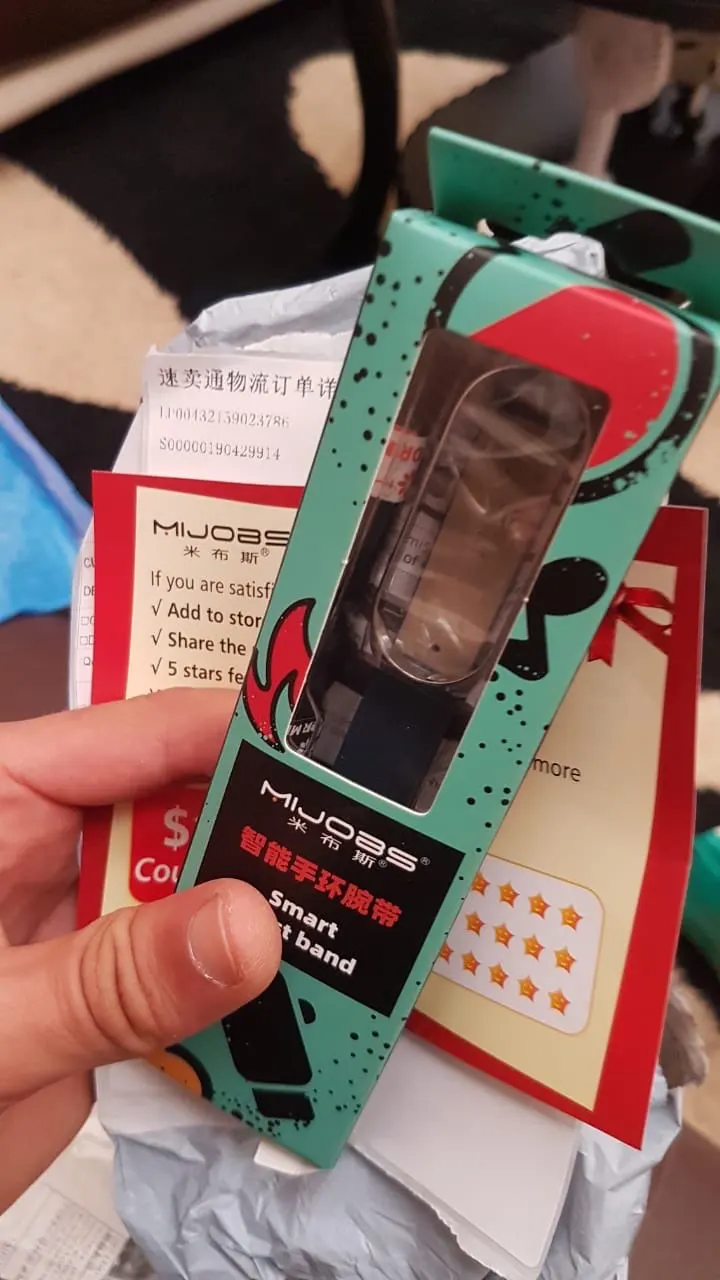 速卖通物流订单详
LP00432159023786
S00000190429914
MIJOBS
米布斯®
If you are satisf
√ Add to stor
√ Share the
√ 5 stars fe
more
$
Cou
MIJOBS®
米布斯®
智能手环腕带
Smart
st band